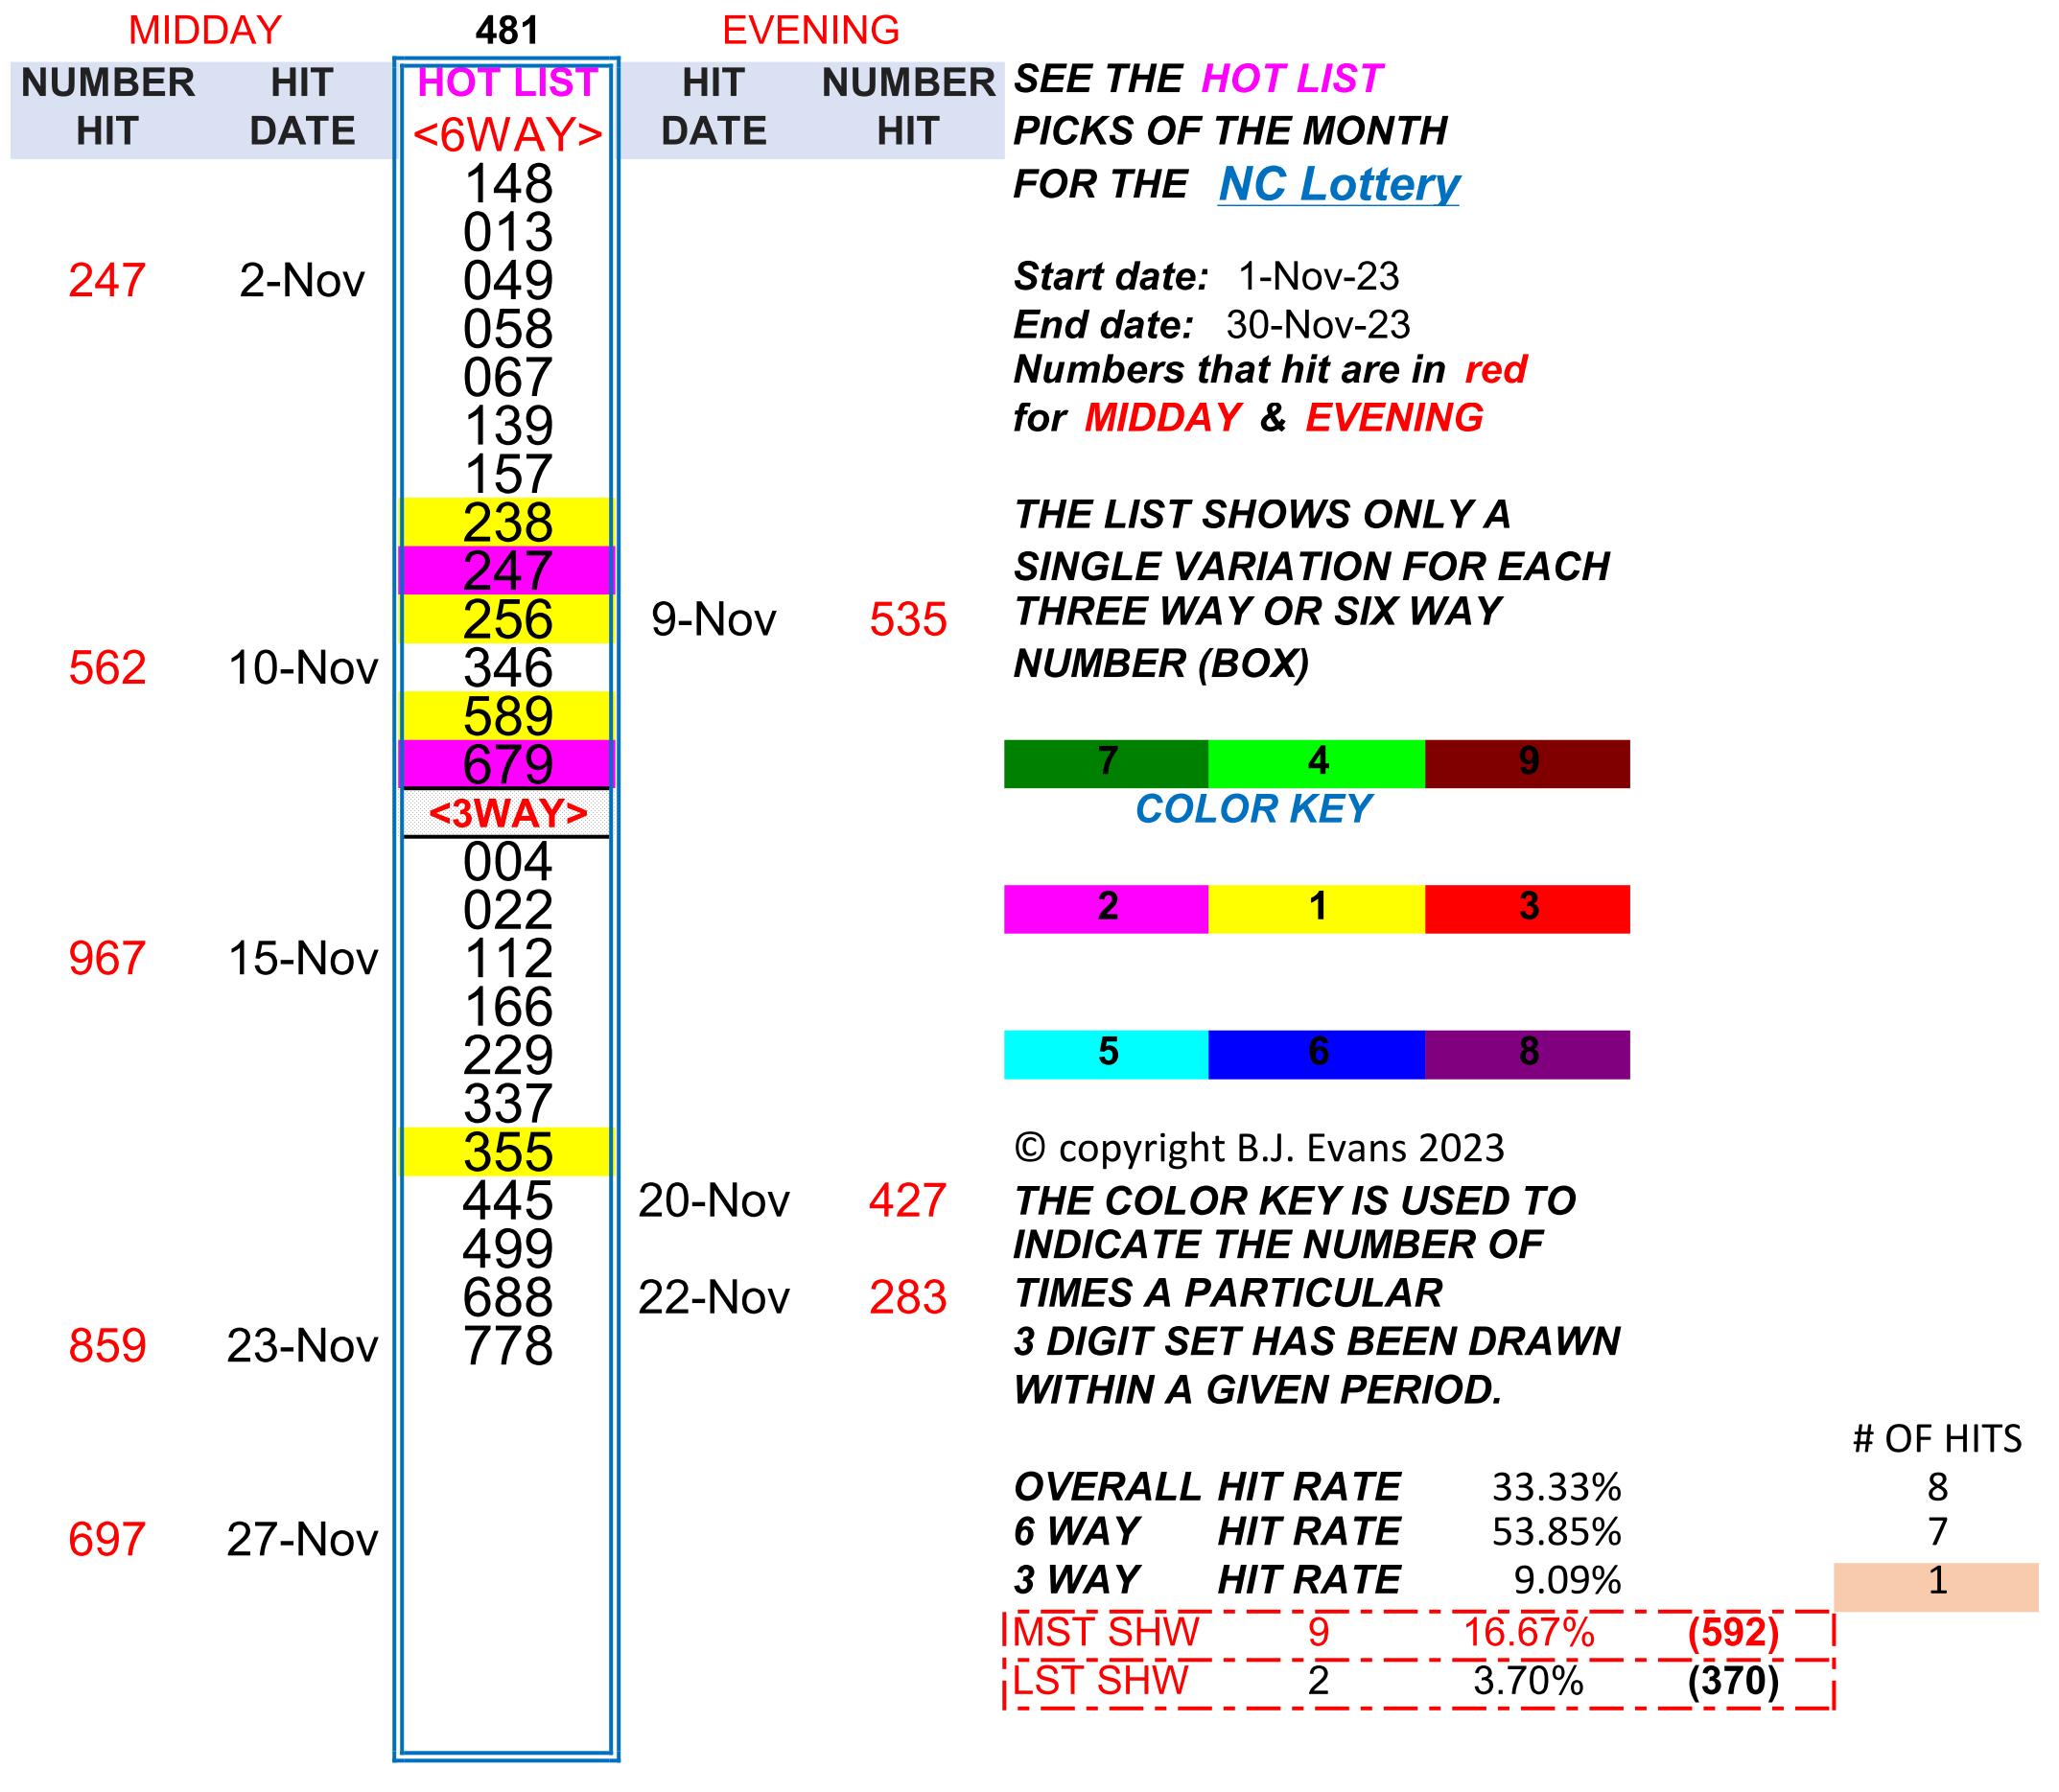 MIDDAY 481 EVENING
NUMBER HIT HOT LIST HIT NUMBER SEE THE HOT LIST
HIT DATE <6WAY> DATE HIT PICKS OF THE MONTH
148 FOR THE NC Lottery
013
247 2-Nov 049 Start date: 1-Nov-23
058 End date: 30-Nov-23
067 Numbers that hit are in red
139 for MIDDAY & EVENING
157
238 THE LIST SHOWS ONLY A
247 SINGLE VARIATION FOR EACH
256 9-Nov 535 THREE WAY OR SIX WAY
562 10-Nov 346 NUMBER (BOX)
589
679 7 4 9
<3WAY> COLOR KEY
004
022 2 1 3
967 15-Nov 112
166
229 5 6 8
337
355 © copyright B.J. Evans 2023
445 20-Nov 427 THE COLOR KEY IS USED TO
499 INDICATE THE NUMBER OF
688 22-Nov 283 TIMES A PARTICULAR
859 23-Nov 778 3 DIGIT SET HAS BEEN DRAWN
WITHIN A GIVEN PERIOD.
# OF HITS
OVERALL HIT RATE 33.33% 8
697 27-Nov 6 WAY HIT RATE 53.85% 7
3 WAY HIT RATE 9.09% 1
MST SHW 9 16.67% (592)
LST SHW 2 3.70% (370)